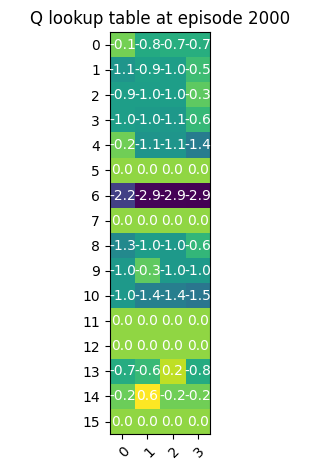 Q lookup table at episode 2000
0 -0.1 -0.8 -0.7 -0.7
1 -1.1 -0.9 -1.0 -0.5
2 -0.9 -1.0 -1.0 -0.3
3 -1.0 -1.0 -1.1 -0.6
4 -0.2 -1.1 -1.1 -1.4
5 0.0 0.0 0.0 0.0
6 -2.2 -2.9 -2.9 -2.9
7 0.0 0.0 0.0 0.0
8 -1.3 -1.0 -1.0 -0.6
9 -1.0 -0.3 -1.0 -1.0
10 -1.0 -1.4 -1.4 -1.5
11 0.0 0.0 0.0 0.0
12 0.0 0.0 0.0 0.0
13 -0.7 -0.6 0.2 -0.8
14 -0.2 0.6 -0.2 -0.2
15 0.0 0.0 0.0 0.0
0 1 2 3